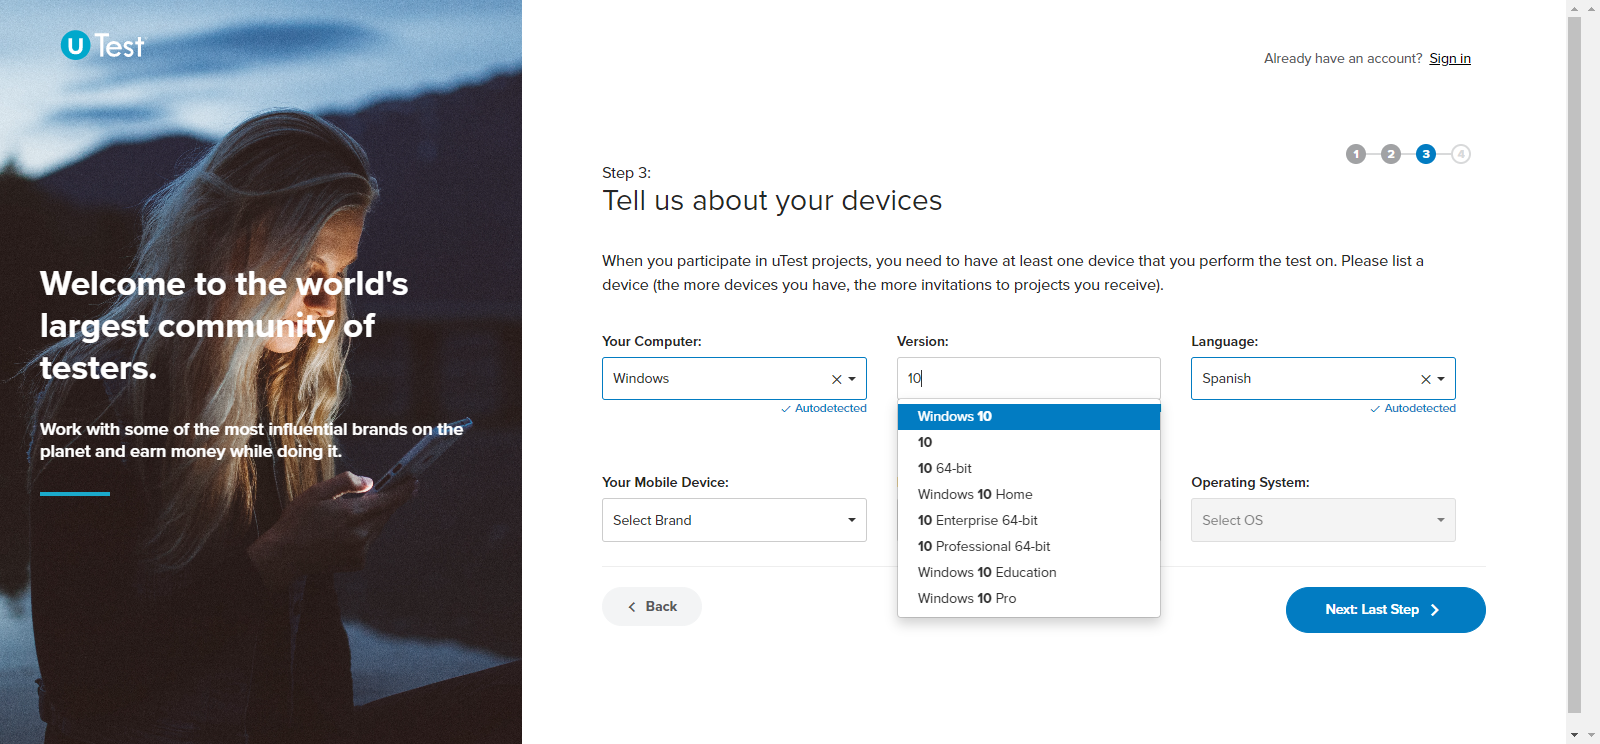 u Test
Already have an account? Sign in
1 2 3 4
Step 3:
Tell us about your devices
When you participate in uTest projects, you need to have at least one device that you perform the test on. Please list a
device (the more devices you have, the more invitations to projects you receive).
Welcome to the world's
largest community of
testers.
Work with some of the most influential brands on the
planet and earn money while doing it.
Your Computer:
Windows
Autodetected
Version:
10
Windows 10
10
10 64-bit
Windows 10 Home
10 Enterprise 64-bit
10 Professional 64-bit
Windows 10 Education
Windows 10 Pro
Language:
Spanish
Autodetected
Your Mobile Device:
Select Brand
Operating System:
Select OS
Back
Next: Last Step